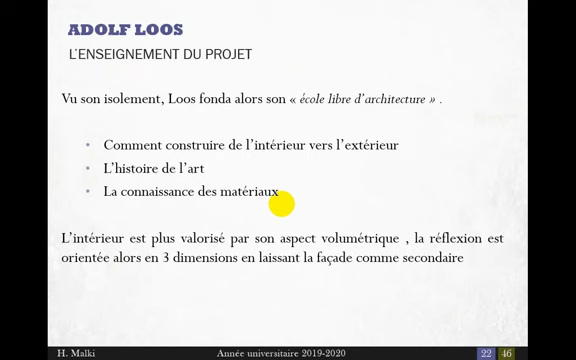 ADOLF LOOS
L'ENSEIGNEMENT DU PROJET
Vu son isolement, Loos fonda alors son « école libre d'architecture » .
• Comment construire de l'intérieur vers l'extérieur
• L'histoire de l'art
• La connaissance des matériaux
L'intérieur est plus valorisé par son aspect volumétrique , la réflexion est
orientée alors en 3 dimensions en laissant la façade comme secondaire
H. Malki Année universitaire 2019-2020 22 46